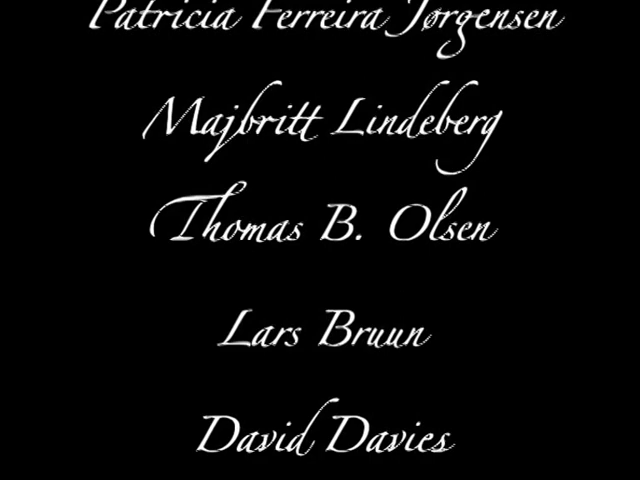 Patricia Ferreira Jørgensen
Majbritt Lindeberg
Thomas B. Olsen
Lars Bruun
David Davies